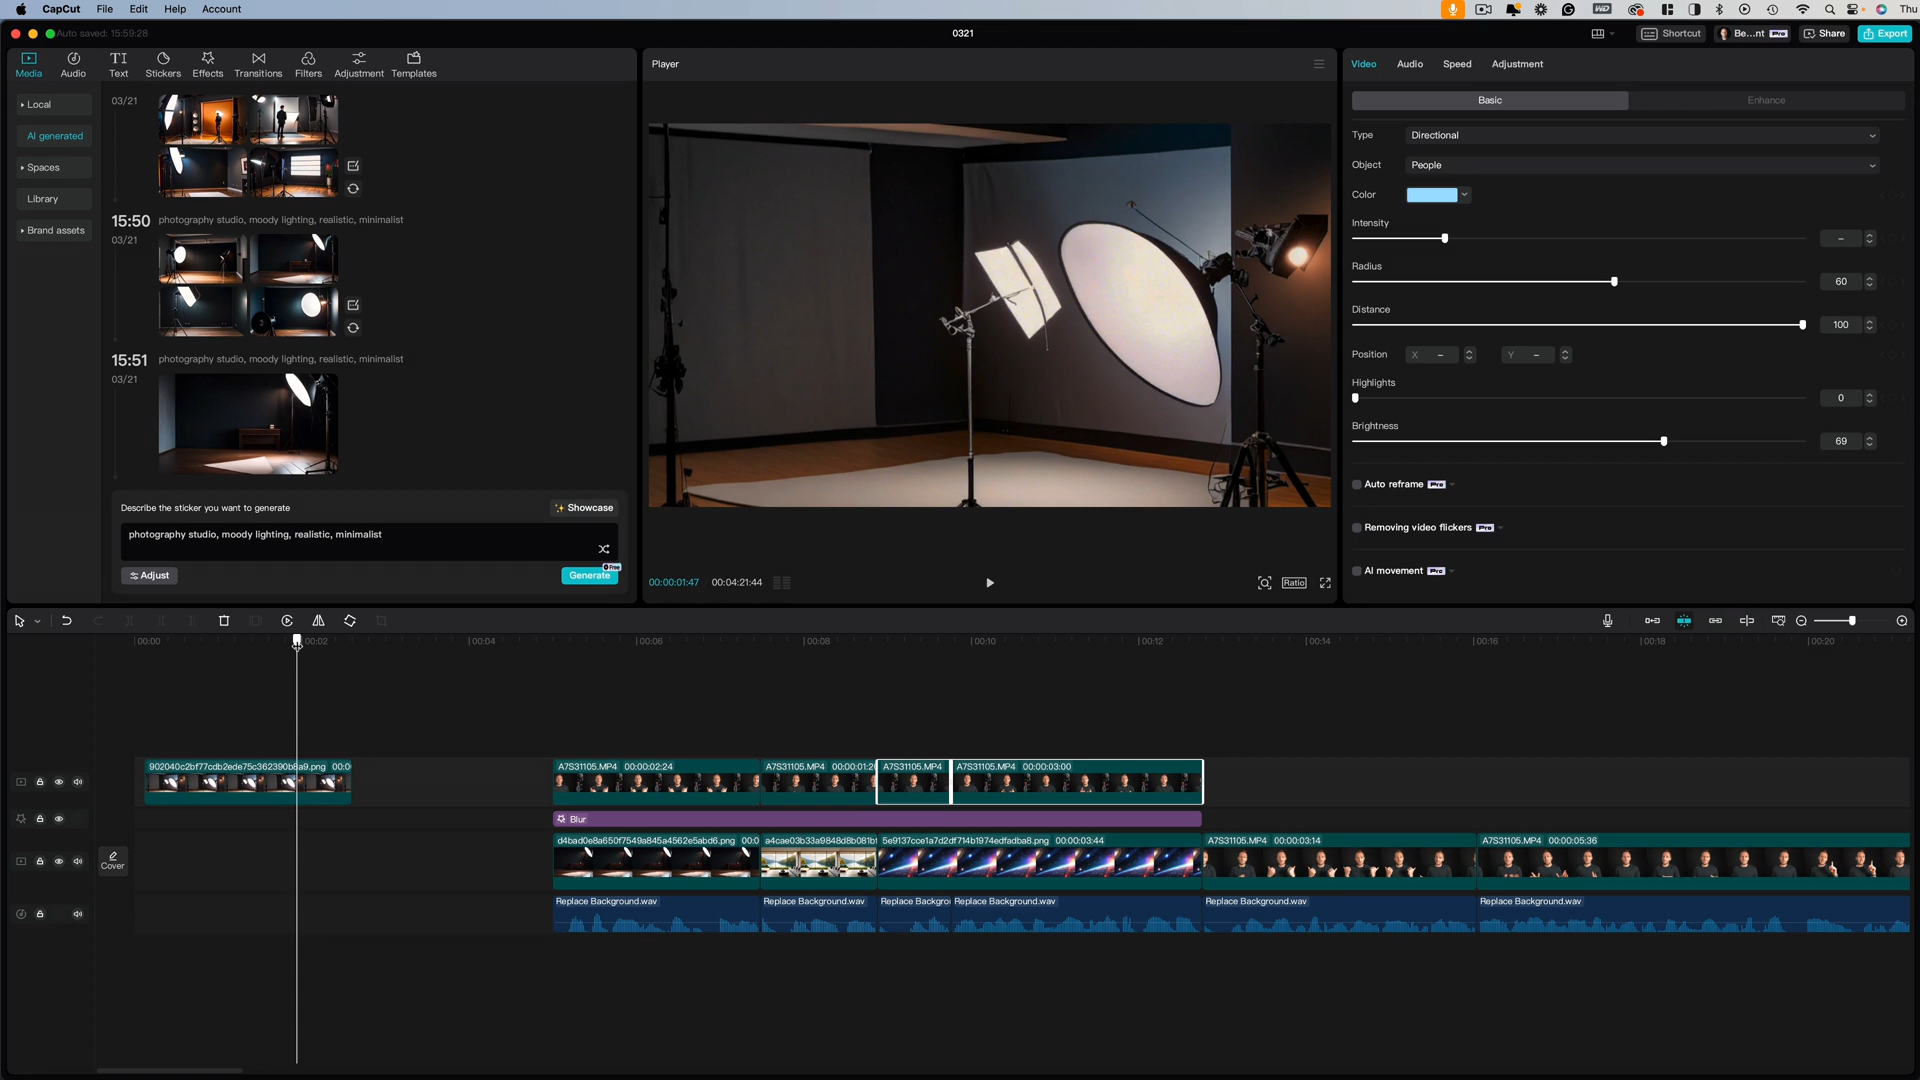 CapCut File Edit Help Account Thu
Auto saved: 15:59:28 0321 Shortcut Be...nt Pro Share Export
Media Audio Text Stickers Effects Transitions Filters Adjustment Templates
Local
AI generated
Spaces
Library
Brand assets
03/21
15:50 photography studio, moody lighting, realistic, minimalist
03/21
15:51 photography studio, moody lighting, realistic, minimalist
03/21
Describe the sticker you want to generate Showcase
photography studio, moody lighting, realistic, minimalist
Adjust Free Generate
Player
00:00:01:47 00:04:21:44 Ratio
Video Audio Speed Adjustment
Basic Enhance
Type Directional
Object People
Color
Intensity –
Radius 60
Distance 100
Position X – Y –
Highlights 0
Brightness 69
Auto reframe Pro
Removing video flickers Pro
AI movement Pro
00:00 00:02 00:04 00:06 00:08 00:10 00:12 00:14 00:16 00:18 00:20
902040c2bf77cdb2ede75c362390b8a9.png 00:0
A7S31105.MP4 00:00:02:24 A7S31105.MP4 00:00:01:2 A7S31105.MP4 A7S31105.MP4 00:00:03:00
Blur
Cover
d4bad0e8a650f7549a845a4562e5abd6.png 00:0 a4cae03b33a9848d8b081b 5e9137cce1a7d2df714b1974edfadba8.png 00:00:03:44 A7S31105.MP4 00:00:03:14 A7S31105.MP4 00:00:05:36
Replace Background.wav Replace Background.wav Replace Backgro Replace Background.wav Replace Background.wav Replace Background.wav